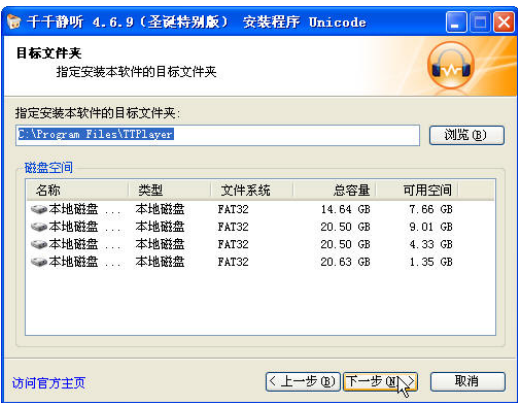 千千静听 4.6.9（圣诞特别版） 安装程序 Unicode
目标文件夹
指定安装本软件的目标文件夹
指定安装本软件的目标文件夹:
C:\Program Files\TTPlayer
浏览(B)
磁盘空间
名称 类型 文件系统 总容量 可用空间
本地磁盘 ... 本地磁盘 FAT32 14.64 GB 7.66 GB
本地磁盘 ... 本地磁盘 FAT32 20.50 GB 9.01 GB
本地磁盘 ... 本地磁盘 FAT32 20.50 GB 4.33 GB
本地磁盘 ... 本地磁盘 FAT32 20.63 GB 1.35 GB
访问官方主页 < 上一步(B) 下一步(N) > 取消